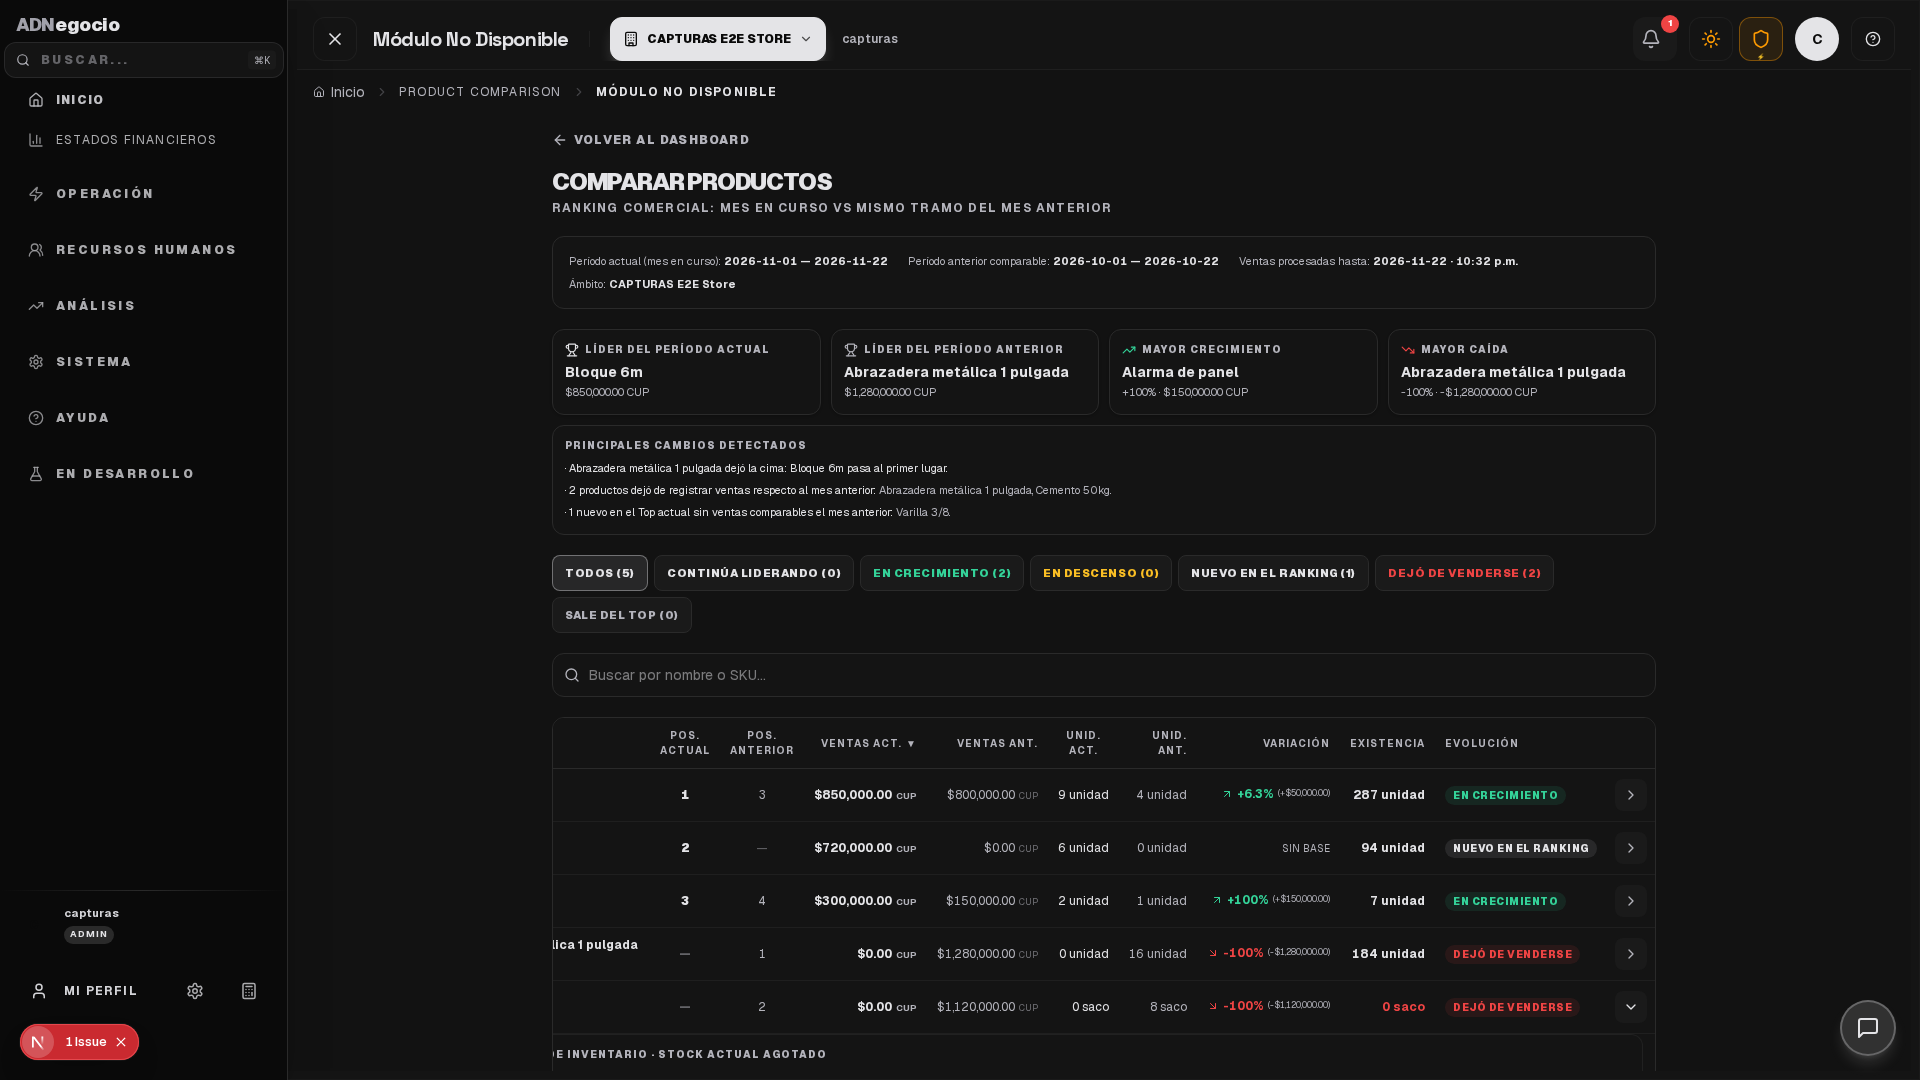 ADNegocio
BUSCAR...
⌘K
INICIO
ESTADOS FINANCIEROS
OPERACIÓN
RECURSOS HUMANOS
ANÁLISIS
SISTEMA
AYUDA
EN DESARROLLO
capturas
ADMIN
MI PERFIL
1 Issue
Módulo No Disponible
CAPTURAS E2E STORE
capturas
1
C
Inicio
PRODUCT COMPARISON
MÓDULO NO DISPONIBLE
VOLVER AL DASHBOARD
COMPARAR PRODUCTOS
RANKING COMERCIAL: MES EN CURSO VS MISMO TRAMO DEL MES ANTERIOR
Período actual (mes en curso): 2026-11-01 — 2026-11-22 Período anterior comparable: 2026-10-01 — 2026-10-22 Ventas procesadas hasta: 2026-11-22 · 10:32 p.m.
Ámbito: CAPTURAS E2E Store
LÍDER DEL PERÍODO ACTUAL
Bloque 6m
$850,000.00 CUP
LÍDER DEL PERÍODO ANTERIOR
Abrazadera metálica 1 pulgada
$1,280,000.00 CUP
MAYOR CRECIMIENTO
Alarma de panel
+100% · $150,000.00 CUP
MAYOR CAÍDA
Abrazadera metálica 1 pulgada
-100% · -$1,280,000.00 CUP
PRINCIPALES CAMBIOS DETECTADOS
· Abrazadera metálica 1 pulgada dejó la cima: Bloque 6m pasa al primer lugar.
· 2 productos dejó de registrar ventas respecto al mes anterior: Abrazadera metálica 1 pulgada, Cemento 50kg.
· 1 nuevo en el Top actual sin ventas comparables el mes anterior: Varilla 3/8.
TODOS (5) CONTINÚA LIDERANDO (0) EN CRECIMIENTO (2) EN DESCENSO (0) NUEVO EN EL RANKING (1) DEJÓ DE VENDERSE (2)
SALE DEL TOP (0)
Buscar por nombre o SKU...
POS. ACTUAL POS. ANTERIOR VENTAS ACT. ▼ VENTAS ANT. UNID. ACT. UNID. ANT. VARIACIÓN EXISTENCIA EVOLUCIÓN
1 3 $850,000.00 CUP $800,000.00 CUP 9 unidad 4 unidad +6.3% (+$50,000.00) 287 unidad EN CRECIMIENTO
2 — $720,000.00 CUP $0.00 CUP 6 unidad 0 unidad SIN BASE 94 unidad NUEVO EN EL RANKING
3 4 $300,000.00 CUP $150,000.00 CUP 2 unidad 1 unidad +100% (+$150,000.00) 7 unidad EN CRECIMIENTO
lica 1 pulgada — 1 $0.00 CUP $1,280,000.00 CUP 0 unidad 16 unidad -100% (-$1,280,000.00) 184 unidad DEJÓ DE VENDERSE
— 2 $0.00 CUP $1,120,000.00 CUP 0 saco 8 saco -100% (-$1,120,000.00) 0 saco DEJÓ DE VENDERSE
DE INVENTARIO · STOCK ACTUAL AGOTADO